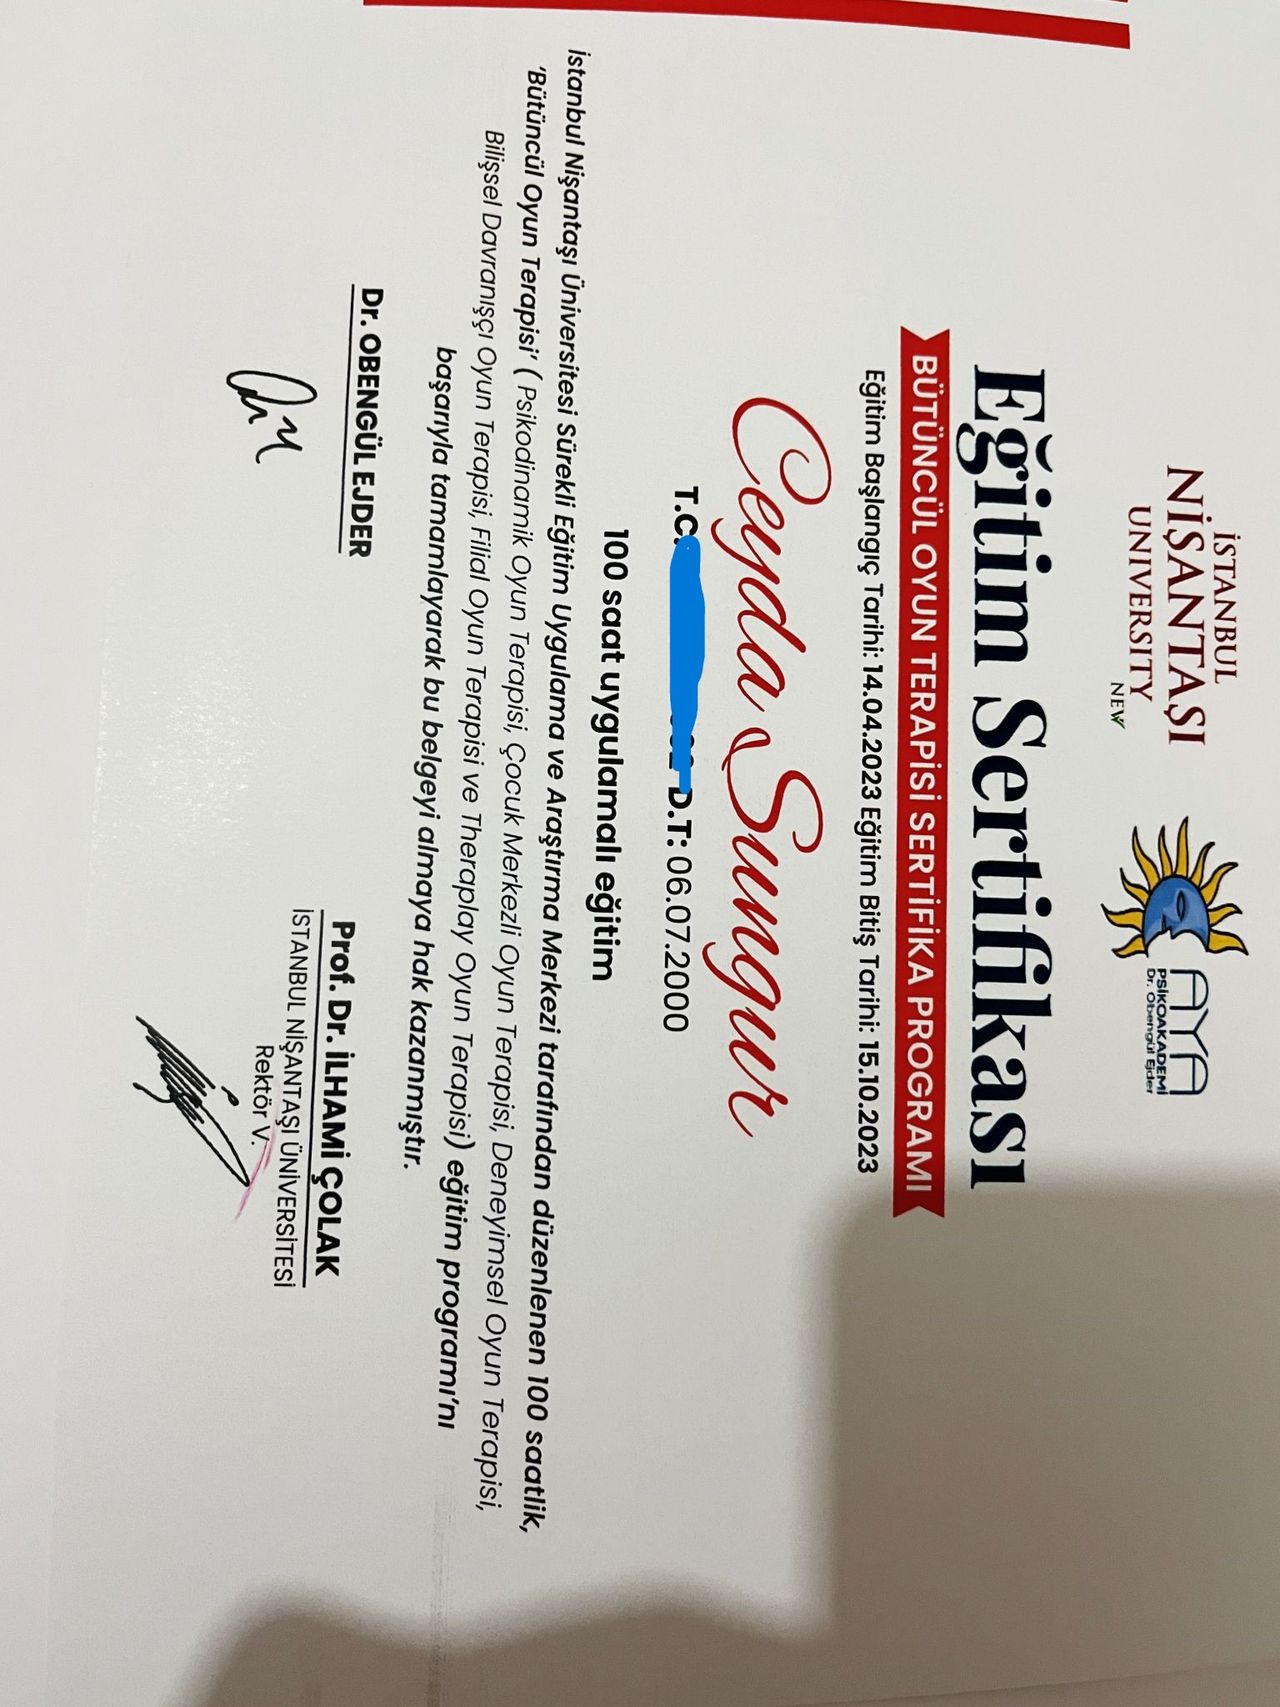 İSTANBUL
NİŞANTAŞI
UNIVERSITY
NEW
AYA
PSİKOAKADEMİ
Dr. Obengül Ejder
Eğitim Sertifikası
BÜTÜNCÜL OYUN TERAPİSİ SERTİFİKA PROGRAMI
Eğitim Başlangıç Tarihi: 14.04.2023 Eğitim Bitiş Tarihi: 15.10.2023
Ceyda Sungur
T.C. D.T: 06.07.2000
100 saat uygulamalı eğitim
İstanbul Nişantaşı Üniversitesi Sürekli Eğitim Uygulama ve Araştırma Merkezi tarafından düzenlenen 100 saatlik,
'Bütüncül Oyun Terapisi' ( Psikodinamik Oyun Terapisi, Çocuk Merkezli Oyun Terapisi, Deneyimsel Oyun Terapisi,
Bilişsel Davranışçı Oyun Terapisi, Filial Oyun Terapisi ve Theraplay Oyun Terapisi) eğitim programı'nı
başarıyla tamamlayarak bu belgeyi almaya hak kazanmıştır.
Dr. OBENGÜL EJDER
Prof. Dr. İLHAMİ ÇOLAK
İSTANBUL NİŞANTAŞI ÜNİVERSİTESİ
Rektör V.